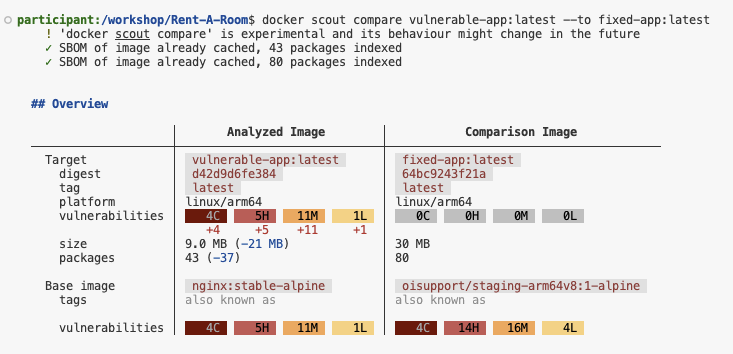 participant:/workshop/Rent-A-Room$ docker scout compare vulnerable-app:latest --to fixed-app:latest
! 'docker scout compare' is experimental and its behaviour might change in the future
✓ SBOM of image already cached, 43 packages indexed
✓ SBOM of image already cached, 80 packages indexed
## Overview
Analyzed Image Comparison Image
Target vulnerable-app:latest fixed-app:latest
digest d42d9d6fe384 64bc9243f21a
tag latest latest
platform linux/arm64 linux/arm64
vulnerabilities 4C 5H 11M 1L 0C 0H 0M 0L
+4 +5 +11 +1
size 9.0 MB (-21 MB) 30 MB
packages 43 (-37) 80
Base image nginx:stable-alpine oisupport/staging-arm64v8:1-alpine
tags also known as also known as
vulnerabilities 4C 5H 11M 1L 4C 14H 16M 4L